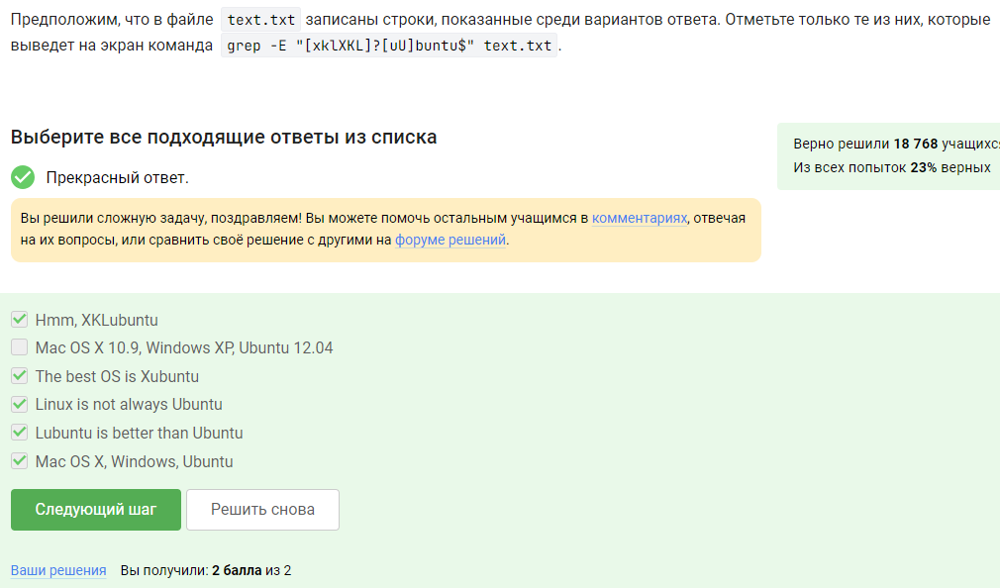 Предположим, что в файле text.txt записаны строки, показанные среди вариантов ответа. Отметьте только те из них, которые
выведет на экран команда grep -E "[xklXKL]?[uU]buntu$" text.txt.
Выберите все подходящие ответы из списка
Верно решили 18 768 учащихс
Из всех попыток 23% верных
Прекрасный ответ.
Вы решили сложную задачу, поздравляем! Вы можете помочь остальным учащимся в комментариях, отвечая
на их вопросы, или сравнить своё решение с другими на форуме решений.
Hmm, XKLubuntu
Mac OS X 10.9, Windows XP, Ubuntu 12.04
The best OS is Xubuntu
Linux is not always Ubuntu
Lubuntu is better than Ubuntu
Mac OS X, Windows, Ubuntu
Следующий шаг Решить снова
Ваши решения Вы получили: 2 балла из 2